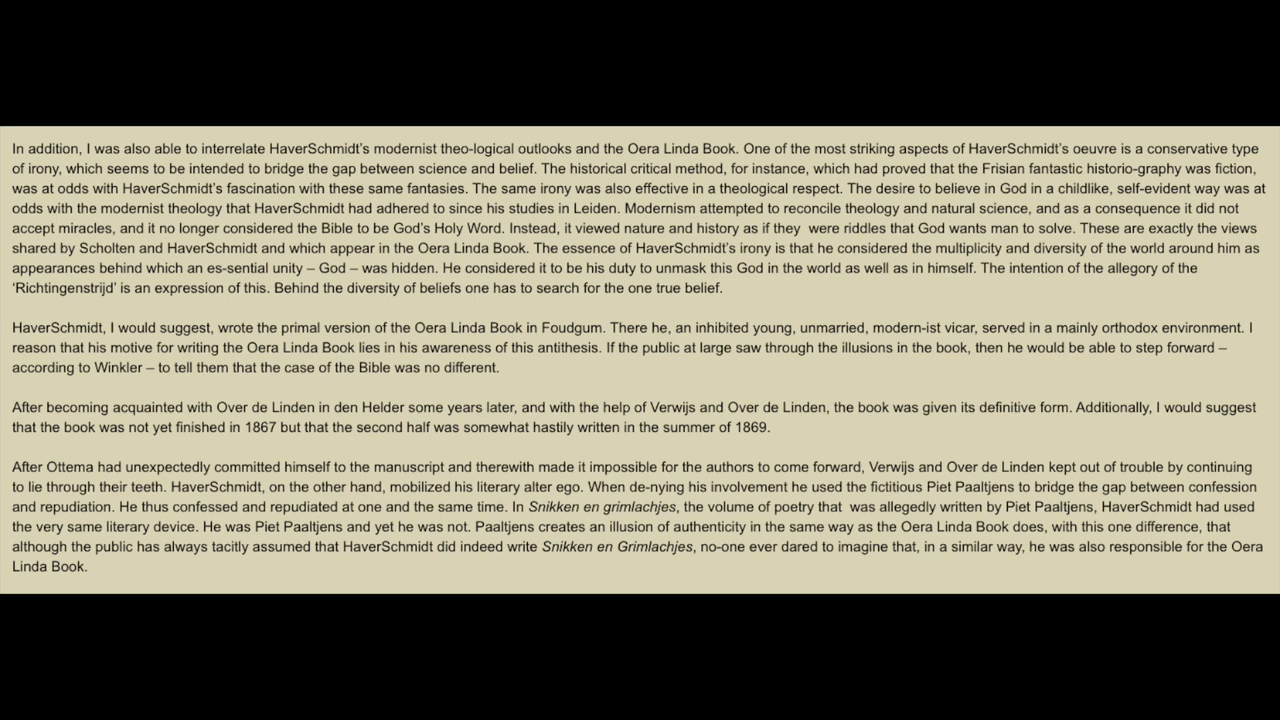 In addition, I was also able to interrelate HaverSchmidt's modernist theo-logical outlooks and the Oera Linda Book. One of the most striking aspects of HaverSchmidt's oeuvre is a conservative type
of irony, which seems to be intended to bridge the gap between science and belief. The historical critical method, for instance, which had proved that the Frisian fantastic historio-graphy was fiction,
was at odds with HaverSchmidt's fascination with these same fantasies. The same irony was also effective in a theological respect. The desire to believe in God in a childlike, self-evident way was at
odds with the modernist theology that HaverSchmidt had adhered to since his studies in Leiden. Modernism attempted to reconcile theology and natural science, and as a consequence it did not
accept miracles, and it no longer considered the Bible to be God's Holy Word. Instead, it viewed nature and history as if they  were riddles that God wants man to solve. These are exactly the views
shared by Scholten and HaverSchmidt and which appear in the Oera Linda Book. The essence of HaverSchmidt's irony is that he considered the multiplicity and diversity of the world around him as
appearances behind which an es-sential unity – God – was hidden. He considered it to be his duty to unmask this God in the world as well as in himself. The intention of the allegory of the
'Richtingenstrijd' is an expression of this. Behind the diversity of beliefs one has to search for the one true belief.
HaverSchmidt, I would suggest, wrote the primal version of the Oera Linda Book in Foudgum. There he, an inhibited young, unmarried, modern-ist vicar, served in a mainly orthodox environment. I
reason that his motive for writing the Oera Linda Book lies in his awareness of this antithesis. If the public at large saw through the illusions in the book, then he would be able to step forward –
according to Winkler – to tell them that the case of the Bible was no different.
After becoming acquainted with Over de Linden in den Helder some years later, and with the help of Verwijs and Over de Linden, the book was given its definitive form. Additionally, I would suggest
that the book was not yet finished in 1867 but that the second half was somewhat hastily written in the summer of 1869.
After Ottema had unexpectedly committed himself to the manuscript and therewith made it impossible for the authors to come forward, Verwijs and Over de Linden kept out of trouble by continuing
to lie through their teeth. HaverSchmidt, on the other hand, mobilized his literary alter ego. When de-nying his involvement he used the fictitious Piet Paaltjens to bridge the gap between confession
and repudiation. He thus confessed and repudiated at one and the same time. In Snikken en grimlachjes, the volume of poetry that  was allegedly written by Piet Paaltjens, HaverSchmidt had used
the very same literary device. He was Piet Paaltjens and yet he was not. Paaltjens creates an illusion of authenticity in the same way as the Oera Linda Book does, with this one difference, that
although the public has always tacitly assumed that HaverSchmidt did indeed write Snikken en Grimlachjes, no-one ever dared to imagine that, in a similar way, he was also responsible for the Oera
Linda Book.